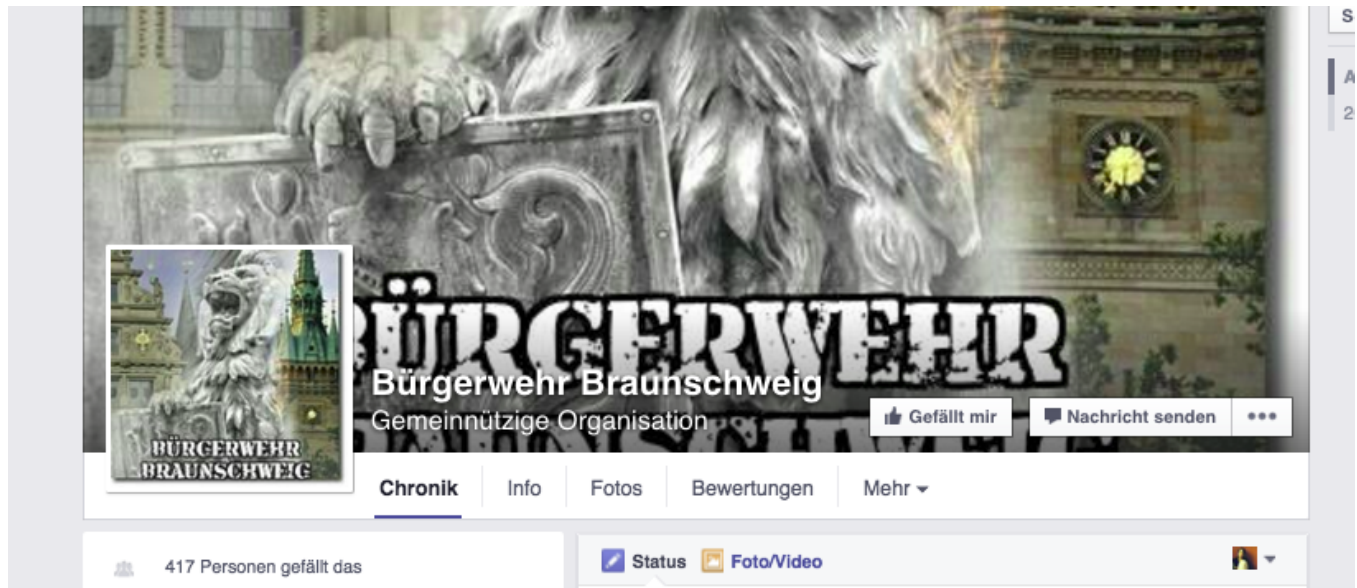 BÜRGERWEHR
Bürgerwehr Braunschweig
Gemeinnützige Organisation
BRAUNSCHWEIG
Gefällt mir
Nachricht senden
BÜRGERWEHR
BRAUNSCHWEIG
Chronik Info Fotos Bewertungen Mehr
417 Personen gefällt das
Status Foto/Video